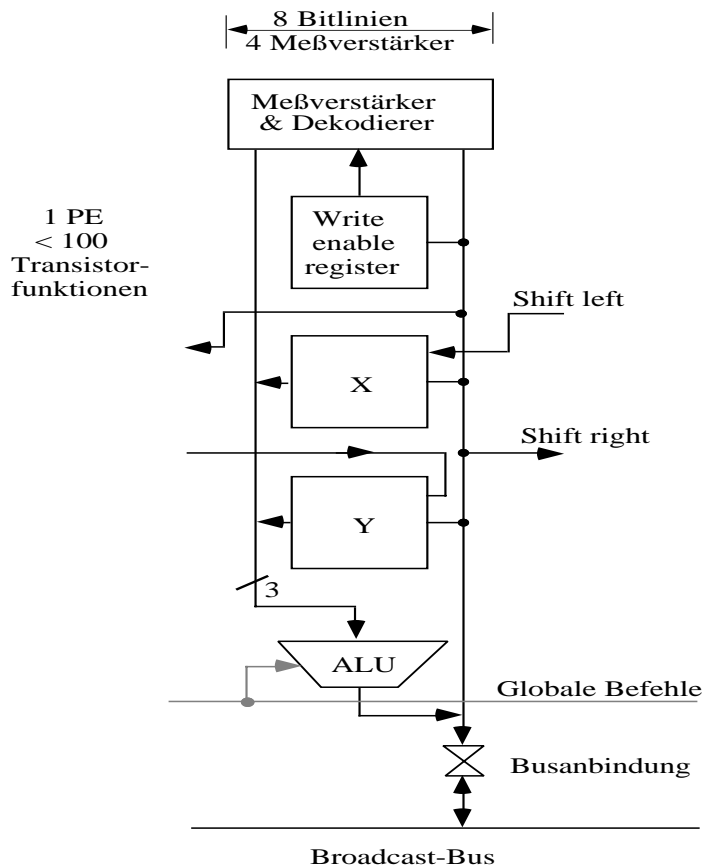 8 Bitlinien
4 Meßverstärker
Meßverstärker
& Dekodierer
1 PE
< 100
Transistor-
funktionen
Write
enable
register
Shift left
X
Shift right
Y
3
ALU
Globale Befehle
Busanbindung
Broadcast-Bus